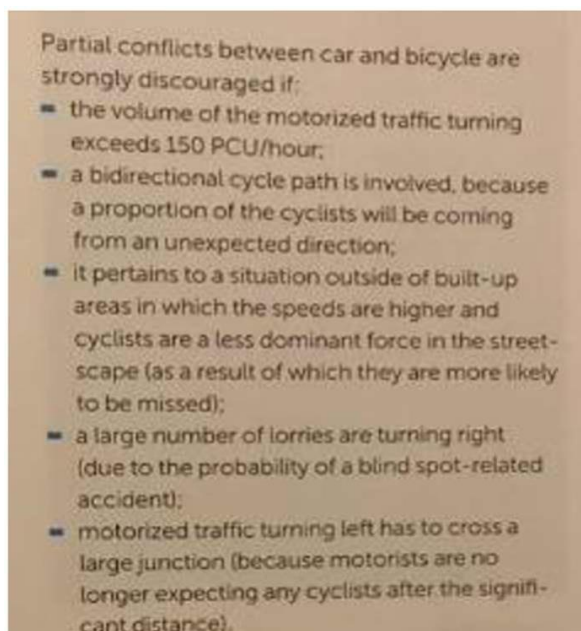 Partial conflicts between car and bicycle are
strongly discouraged if:
- the volume of the motorized traffic turning
exceeds 150 PCU/hour;
- a bidirectional cycle path is involved, because
a proportion of the cyclists will be coming
from an unexpected direction;
- it pertains to a situation outside of built-up
areas in which the speeds are higher and
cyclists are a less dominant force in the street-
scape (as a result of which they are more likely
to be missed);
- a large number of lorries are turning right
(due to the probability of a blind spot-related
accident);
- motorized traffic turning left has to cross a
large junction (because motorists are no
longer expecting any cyclists after the signifi-
cant distance).